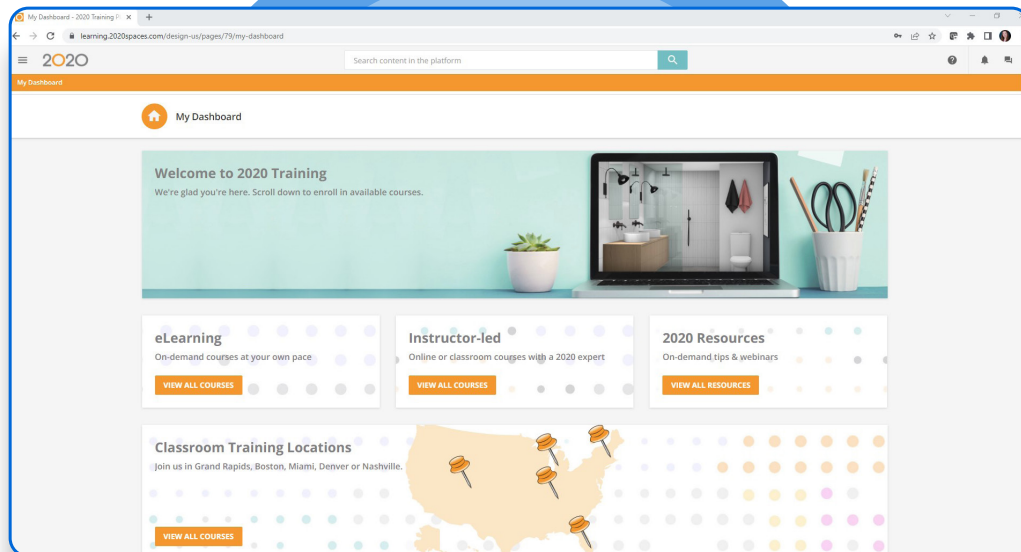 My Dashboard - 2020 Training P
learning.2020spaces.com/design-us/pages/79/my-dashboard
2020
Search content in the platform
My Dashboard
My Dashboard
Welcome to 2020 Training
We're glad you're here. Scroll down to enroll in available courses.
eLearning
On-demand courses at your own pace
VIEW ALL COURSES
Instructor-led
Online or classroom courses with a 2020 expert
VIEW ALL COURSES
2020 Resources
On-demand tips & webinars
VIEW ALL RESOURCES
Classroom Training Locations
Join us in Grand Rapids, Boston, Miami, Denver or Nashville.
VIEW ALL COURSES